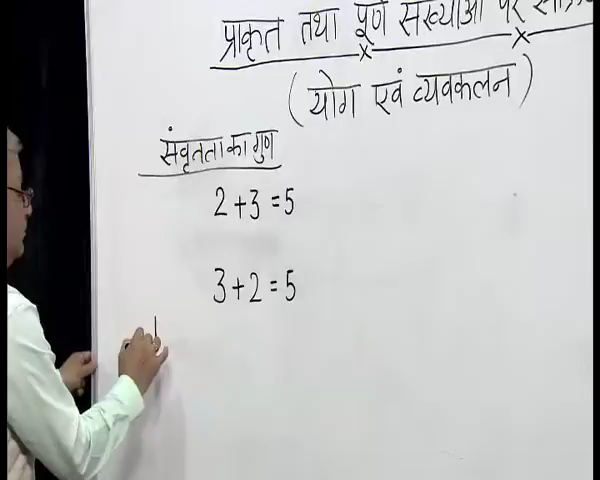 प्राकृत तथा पूर्ण संख्याओं पर
(योग एवं व्यवकलन)
संवृतता का गुण
2+3=5
3+2=5